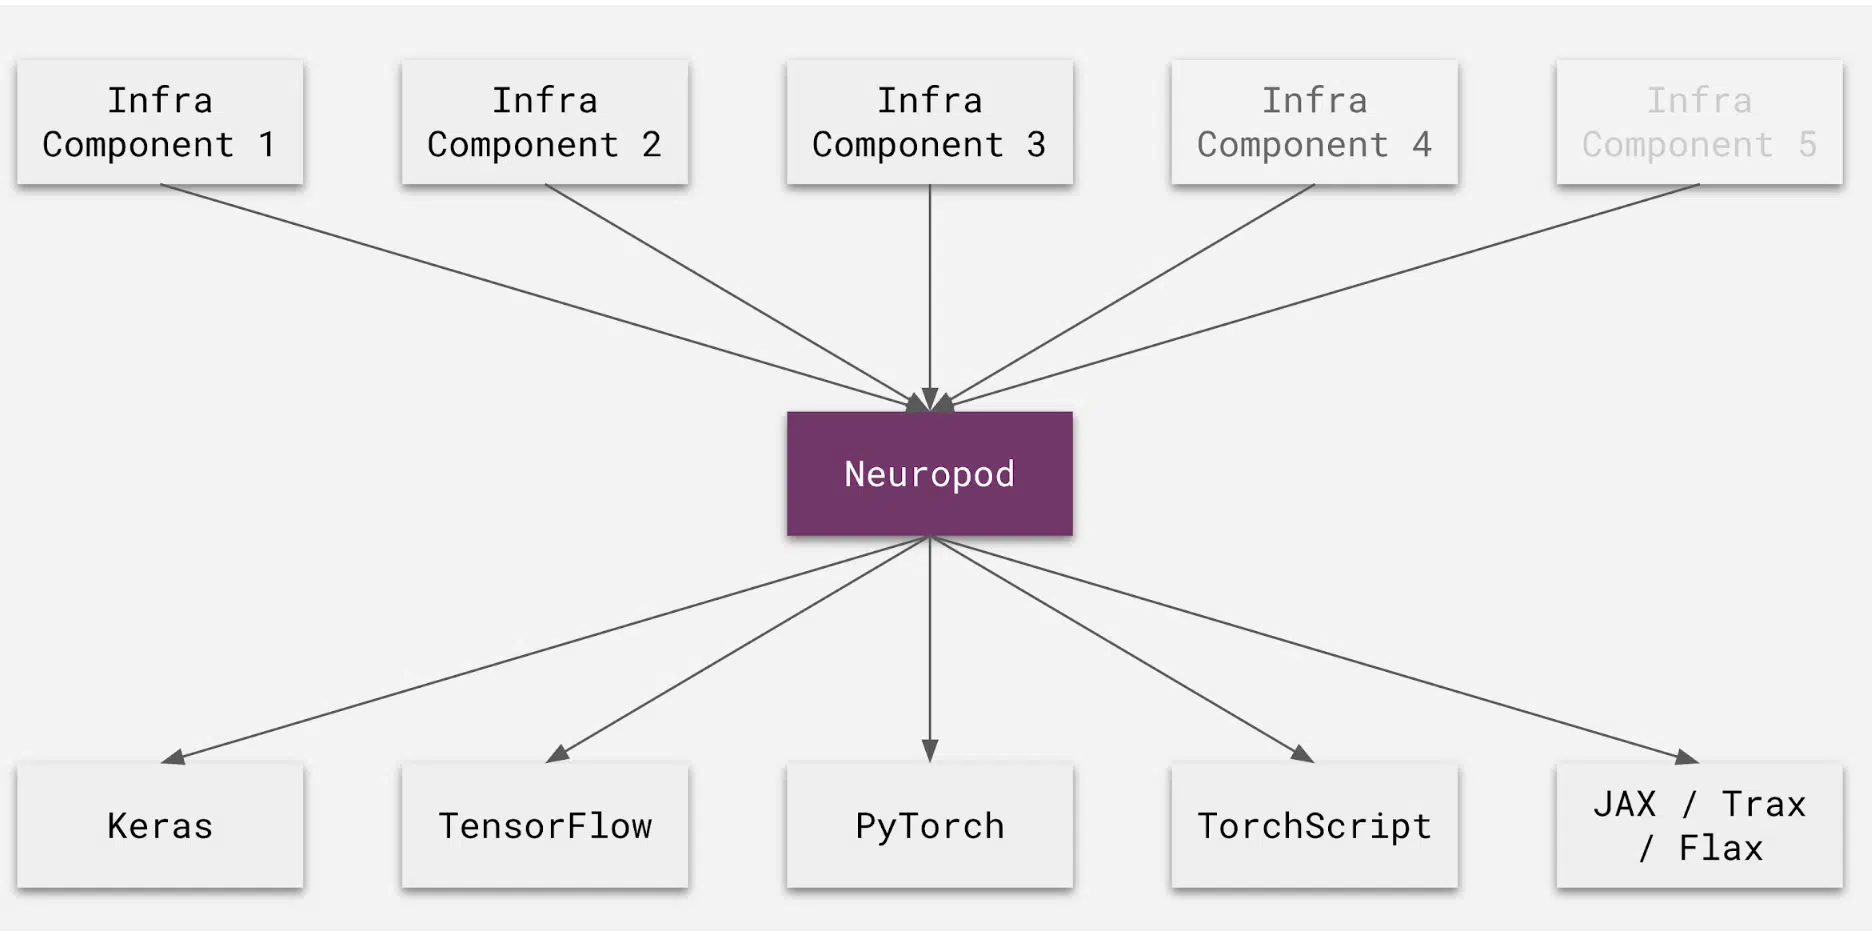 Infra
Component 1
Infra
Component 2
Infra
Component 3
Infra
Component 4
Infra
Component 5
Neuropod
Keras
TensorFlow
PyTorch
TorchScript
JAX / Trax
/ Flax